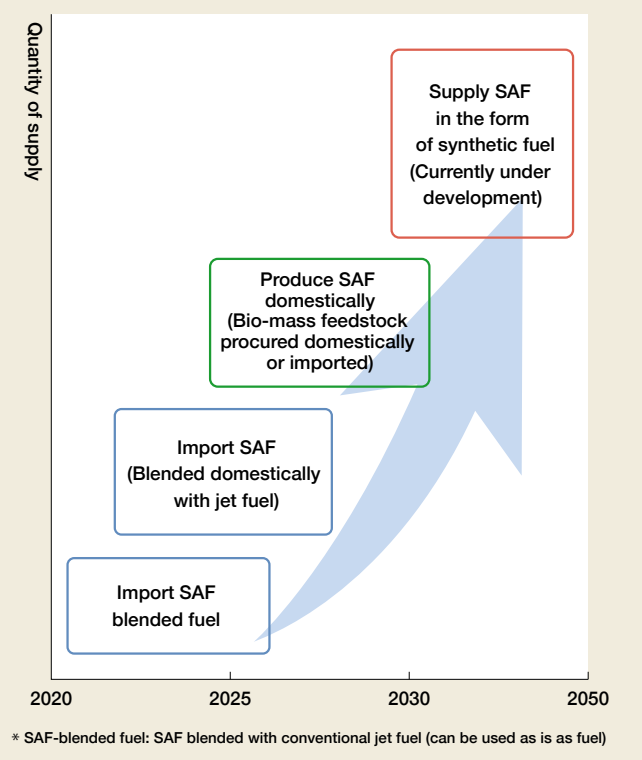 Quantity of supply
Supply SAF
in the form
of synthetic fuel
(Currently under
development)
Produce SAF
domestically
(Bio-mass feedstock
procured domestically
or imported)
Import SAF
(Blended domestically
with jet fuel)
Import SAF
blended fuel
2020 2025 2030 2050
* SAF-blended fuel: SAF blended with conventional jet fuel (can be used as is as fuel)